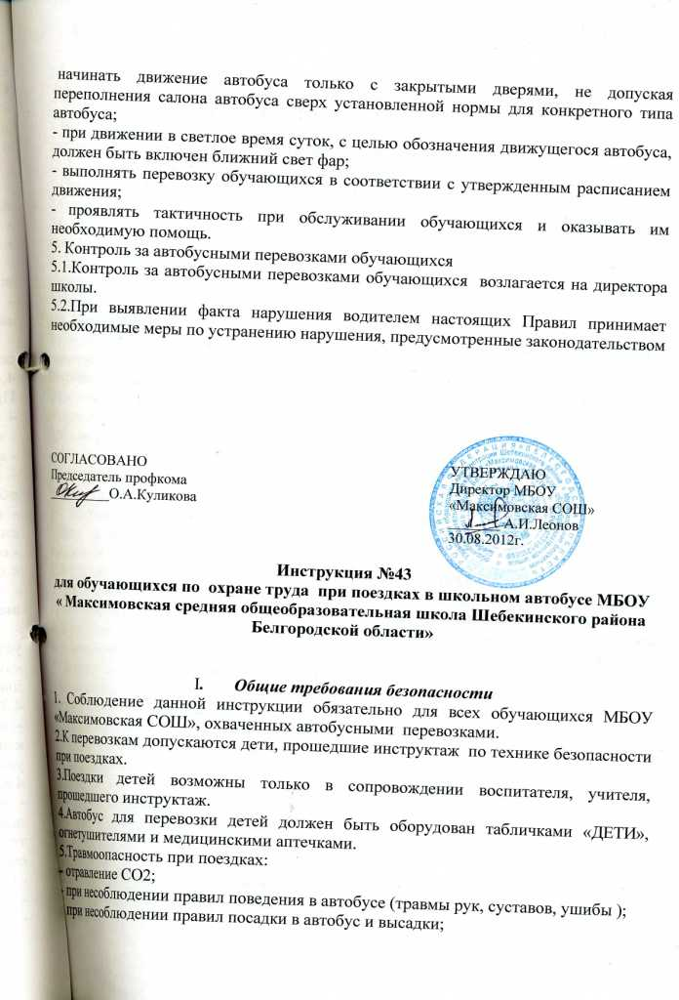 начинать движение автобуса только с закрытыми дверями, не допуская
переполнения салона автобуса сверх установленной нормы для конкретного типа
автобуса;
- при движении в светлое время суток, с целью обозначения движущегося автобуса,
должен быть включен ближний свет фар;
- выполнять перевозку обучающихся в соответствии с утвержденным расписанием
движения;
- проявлять тактичность при обслуживании обучающихся и оказывать им
необходимую помощь.
5. Контроль за автобусными перевозками обучающихся
5.1.Контроль за автобусными перевозками обучающихся возлагается на директора
школы.
5.2.При выявлении факта нарушения водителем настоящих Правил принимает
необходимые меры по устранению нарушения, предусмотренные законодательством
СОГЛАСОВАНО
Председатель профкома
О.А.Куликова
УТВЕРЖДАЮ
Директор МБОУ
«Максимовская СОШ»
А.И.Леонов
30.08.2012г.
Инструкция №43
для обучающихся по охране труда при поездках в школьном автобусе МБОУ
« Максимовская средняя общеобразовательная школа Шебекинского района
Белгородской области»
I. Общие требования безопасности
1. Соблюдение данной инструкции обязательно для всех обучающихся МБОУ
«Максимовская СОШ», охваченных автобусными перевозками.
2.К перевозкам допускаются дети, прошедшие инструктаж по технике безопасности
при поездках.
3.Поездки детей возможны только в сопровождении воспитателя, учителя,
прошедшего инструктаж.
4.Автобус для перевозки детей должен быть оборудован табличками «ДЕТИ»,
огнетушителями и медицинскими аптечками.
5.Травмоопасность при поездках:
- отравление СО2;
- при несоблюдении правил поведения в автобусе (травмы рук, суставов, ушибы );
при несоблюдении правил посадки в автобус и высадки;